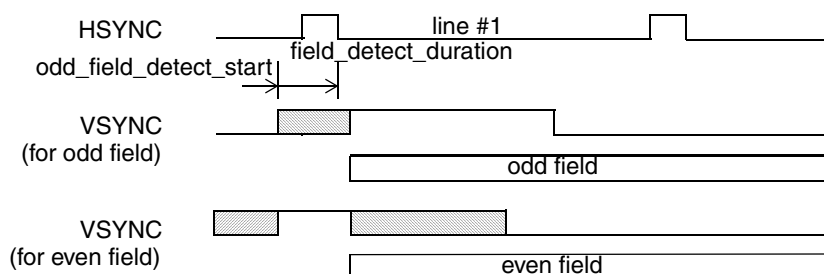 HSYNC
line #1
field_detect_duration
odd_field_detect_start
VSYNC
(for odd field)
odd field
VSYNC
(for even field)
even field